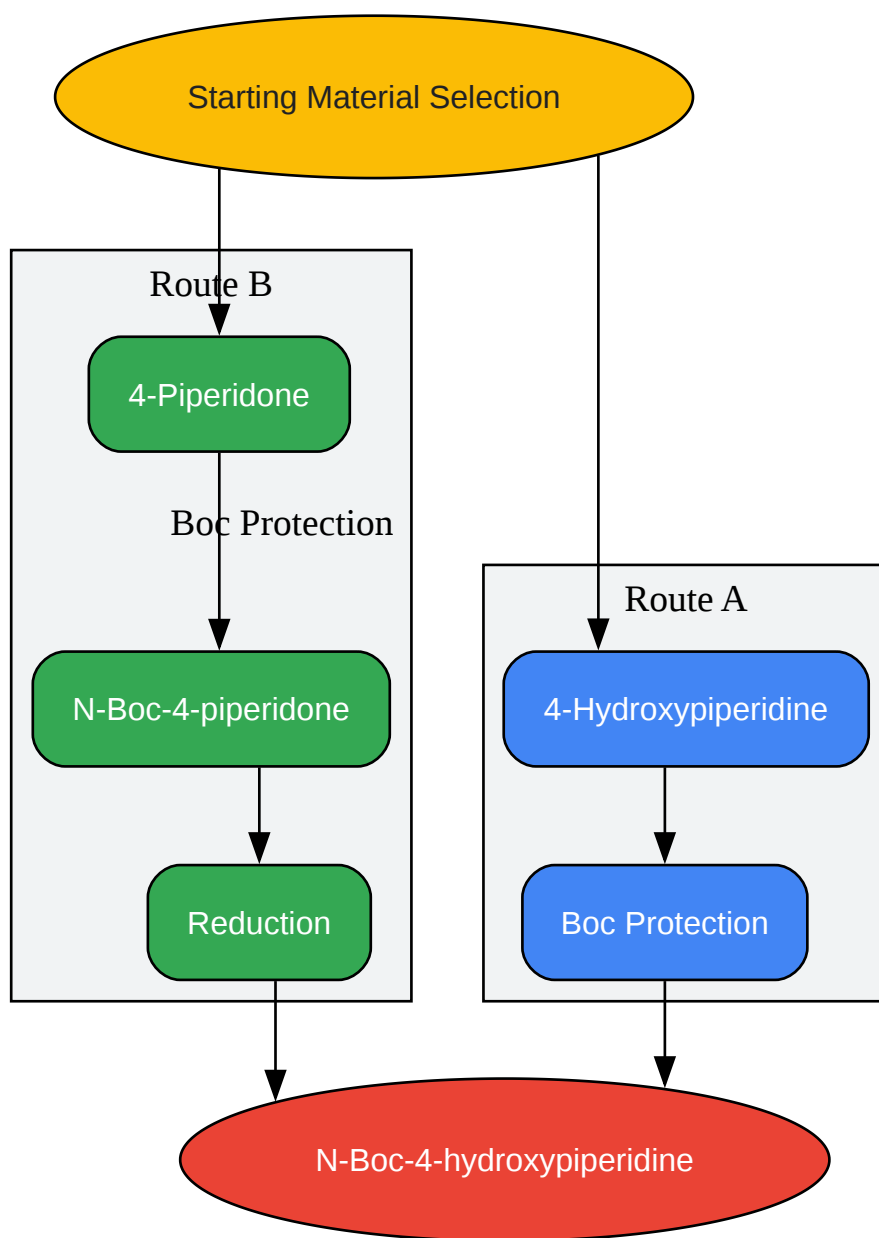 Starting Material Selection
Route B
4-Piperidone
Boc Protection
N-Boc-4-piperidone
Reduction
Route A
4-Hydroxypiperidine
Boc Protection
N-Boc-4-hydroxypiperidine